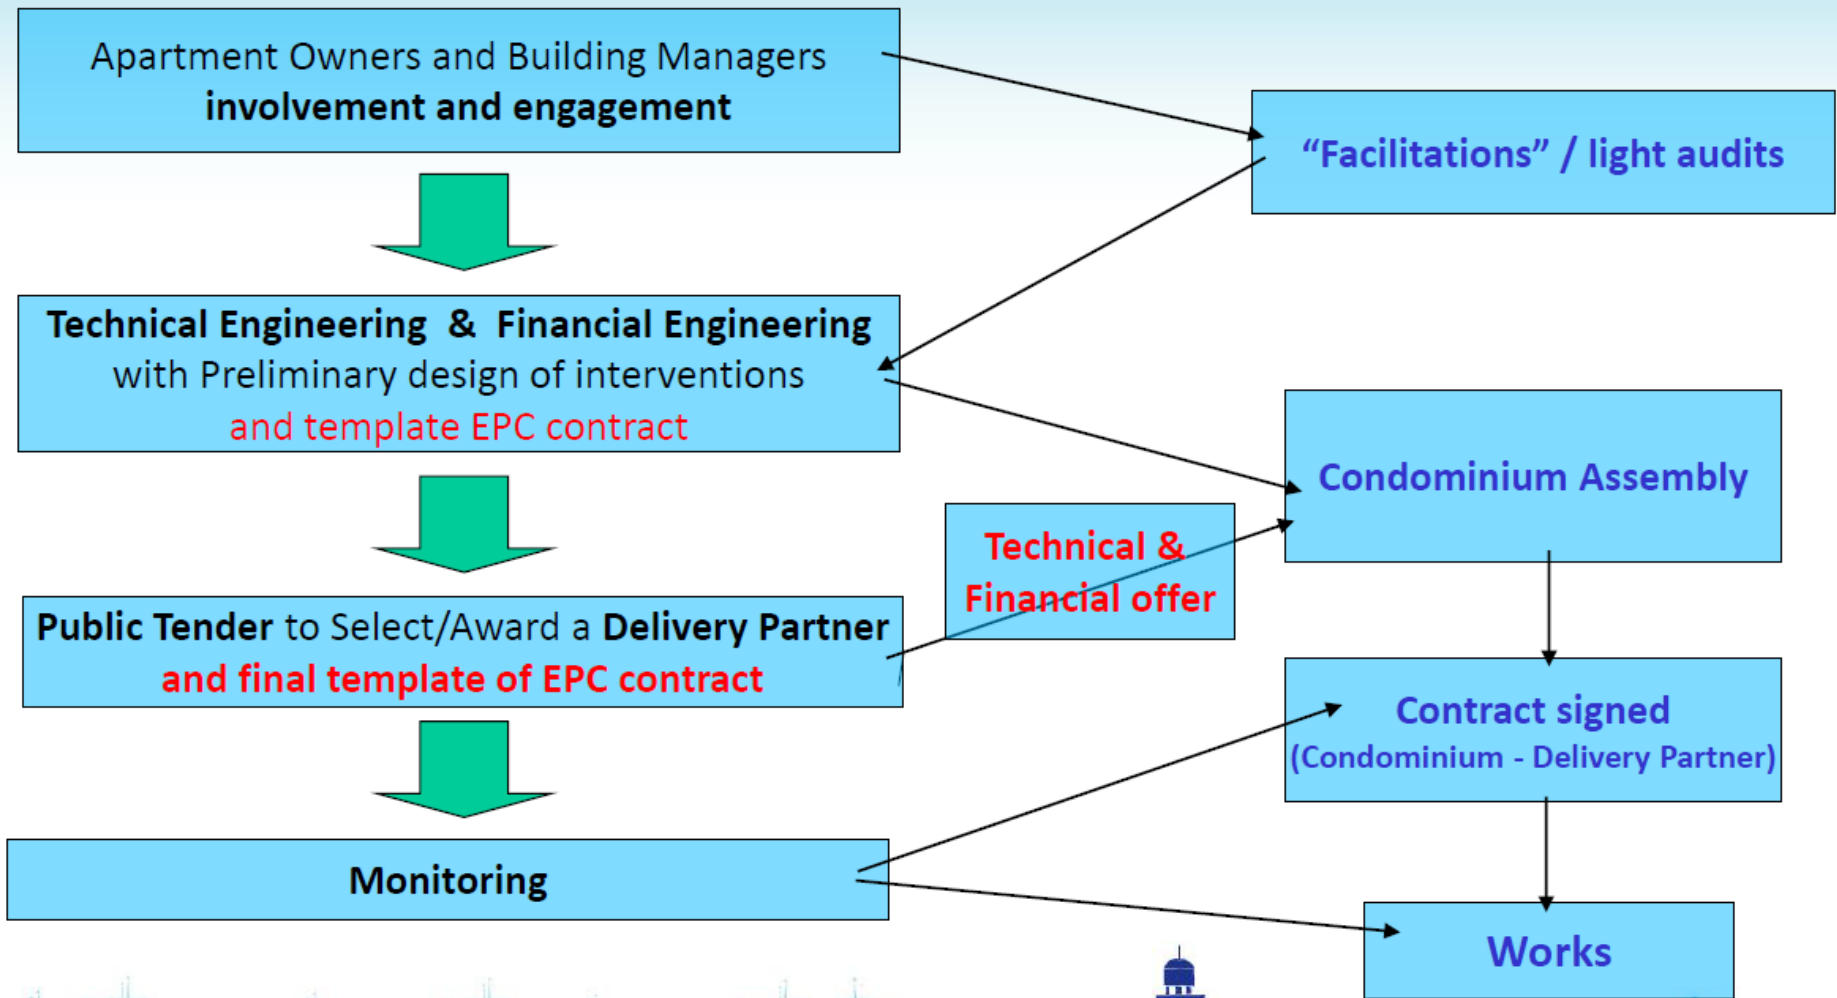 Apartment Owners and Building Managers
involvement and engagement
“Facilitations” / light audits
Technical Engineering & Financial Engineering
with Preliminary design of interventions
and template EPC contract
Condominium Assembly
Technical &
Financial offer
Public Tender to Select/Award a Delivery Partner
and final template of EPC contract
Contract signed
(Condominium - Delivery Partner)
Monitoring
Works